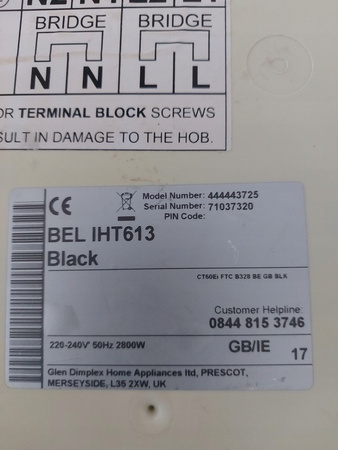 BRIDGE BRIDGE
N N L L
OR TERMINAL BLOCK SCREWS
SULT IN DAMAGE TO THE HOB.
CE
Model Number: 444443725
Serial Number: 71037320
PIN Code:
BEL IHT613
Black
CT60Ei FTC B328 BE GB BLK
Customer Helpline:
0844 815 3746
220-240V~ 50Hz 2800W
GB/IE
17
Glen Dimplex Home Appliances ltd, PRESCOT,
MERSEYSIDE, L35 2XW, UK